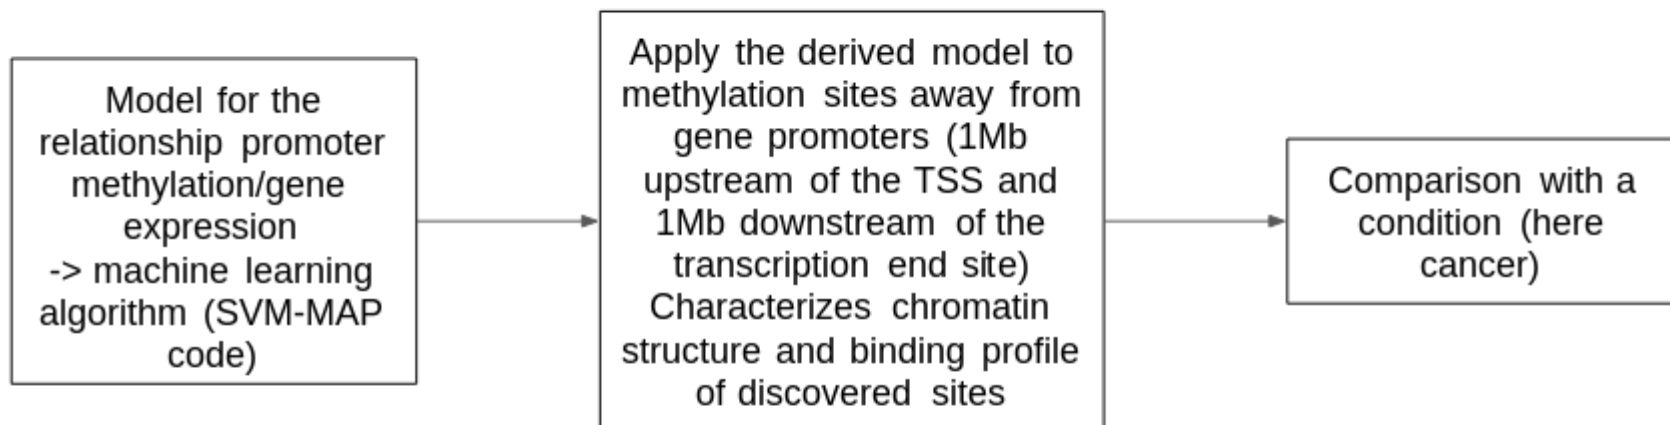 Model for the
relationship promoter
methylation/gene
expression
-> machine learning
algorithm (SVM-MAP
code)
Apply the derived model to
methylation sites away from
gene promoters (1Mb
upstream of the TSS and
1Mb downstream of the
transcription end site)
Characterizes chromatin
structure and binding profile
of discovered sites
Comparison with a
condition (here
cancer)